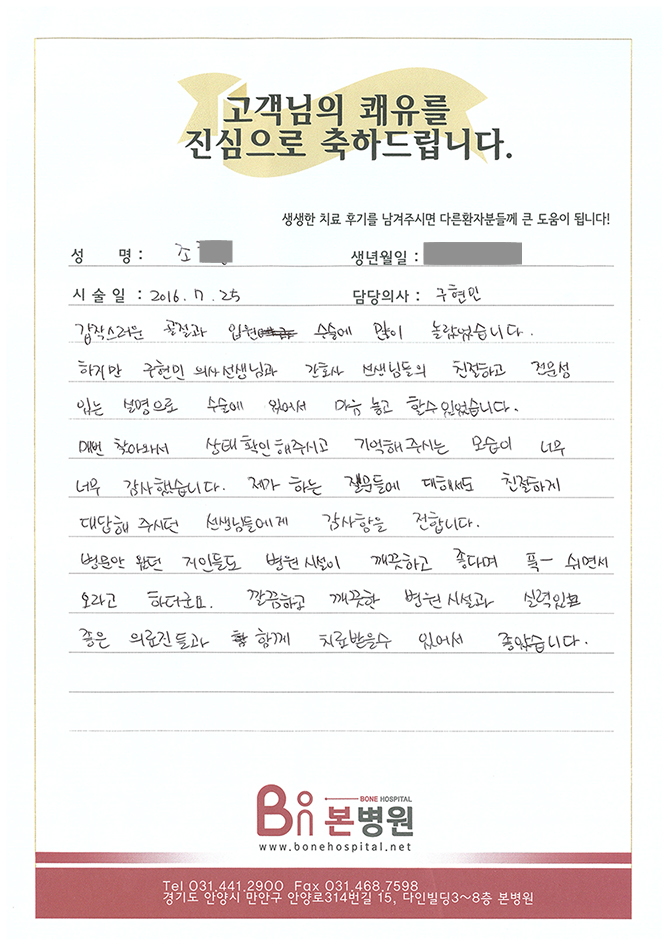 고객님의 쾌유를
진심으로 축하드립니다.
생생한 치료 후기를 남겨주시면 다른환자분들께 큰 도움이 됩니다!
성 명 : 조
생년월일 :
시술일 : 2016. 7. 25
담당의사 : 구현민
갑작스러운 골절과 입원 수술에 많이 놀랐었습니다.
하지만 구현민 의사선생님과 간호사 선생님들의 친절하고 전문성
있는 설명으로 수술에 있어서 마음 놓고 할수있었습니다.
매번 찾아와서 상태 확인해주시고 기억해 주시는 모습이 너무
너무 감사했습니다. 제가 하는 질문들에 대해서도 친절하게
대답해 주시던 선생님들에게 감사함을 전합니다.
병문안 왔던 지인들도 병원 시설이 깨끗하고 좋다며 푹- 쉬면서
오라고 하더군요. 깔끔하고 깨끗한 병원 시설과 실력있고
좋은 의료진들과 함께 치료받을수 있어서 좋았습니다.
BONE HOSPITAL
Bon 본병원
www.bonehospital.net
Tel 031.441.2900 Fax 031.468.7598
경기도 안양시 만안구 안양로314번길 15, 다인빌딩3~8층 본병원